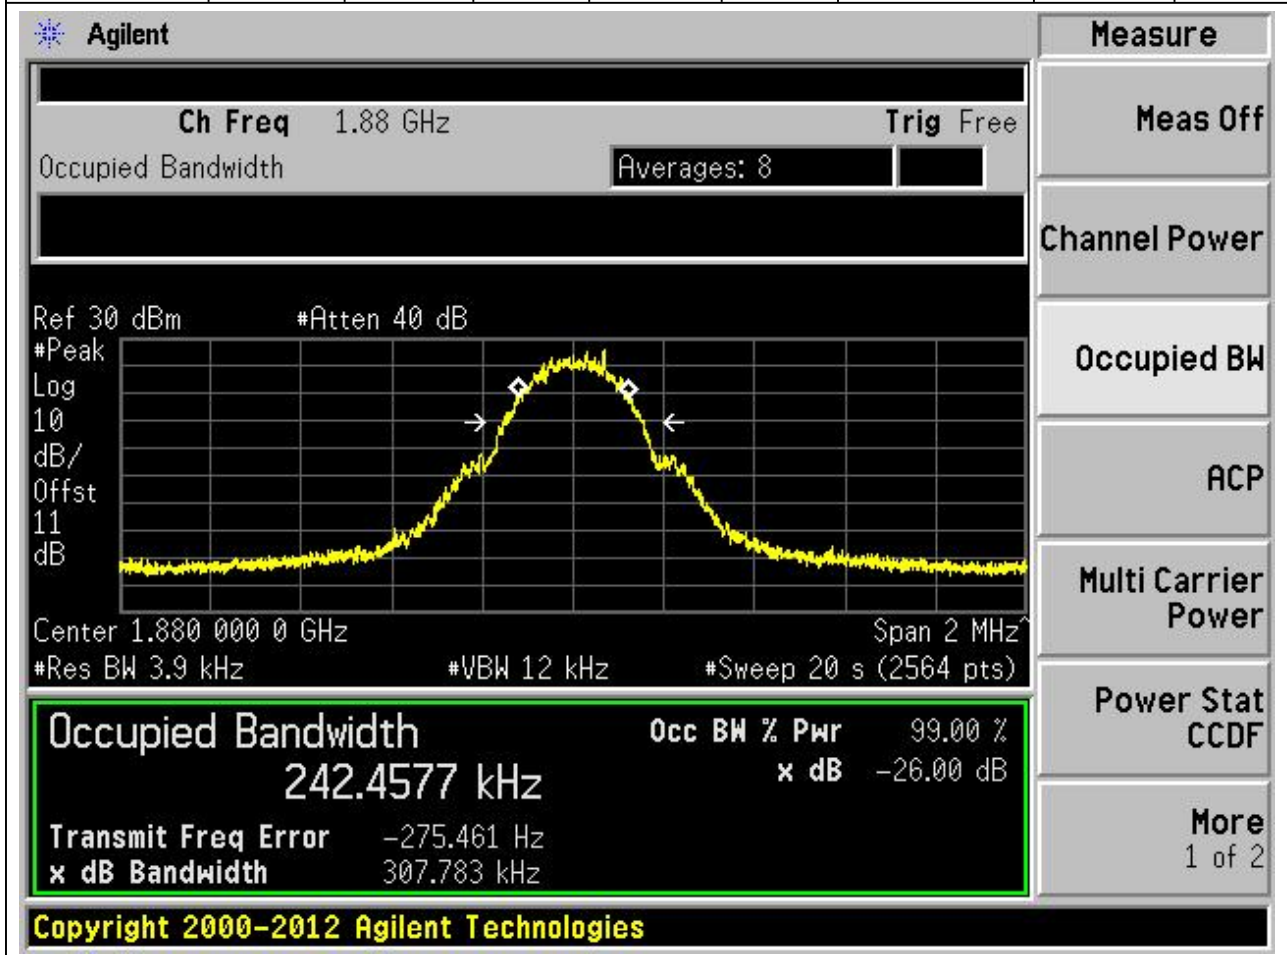 Agilent
Measure
Ch Freq 1.88 GHz Trig Free
Meas Off
Occupied Bandwidth Averages: 8
Channel Power
Ref 30 dBm #Atten 40 dB
#Peak
Log
10
dB/
Offst
11
dB
Occupied BW
ACP
Center 1.880 000 0 GHz Span 2 MHz^
#Res BW 3.9 kHz #VBW 12 kHz #Sweep 20 s (2564 pts)
Multi Carrier
Power
Occupied Bandwidth Occ BW % Pwr 99.00 %
242.4577 kHz x dB -26.00 dB
Transmit Freq Error -275.461 Hz
x dB Bandwidth 307.783 kHz
Power Stat
CCDF
More
1 of 2
Copyright 2000-2012 Agilent Technologies